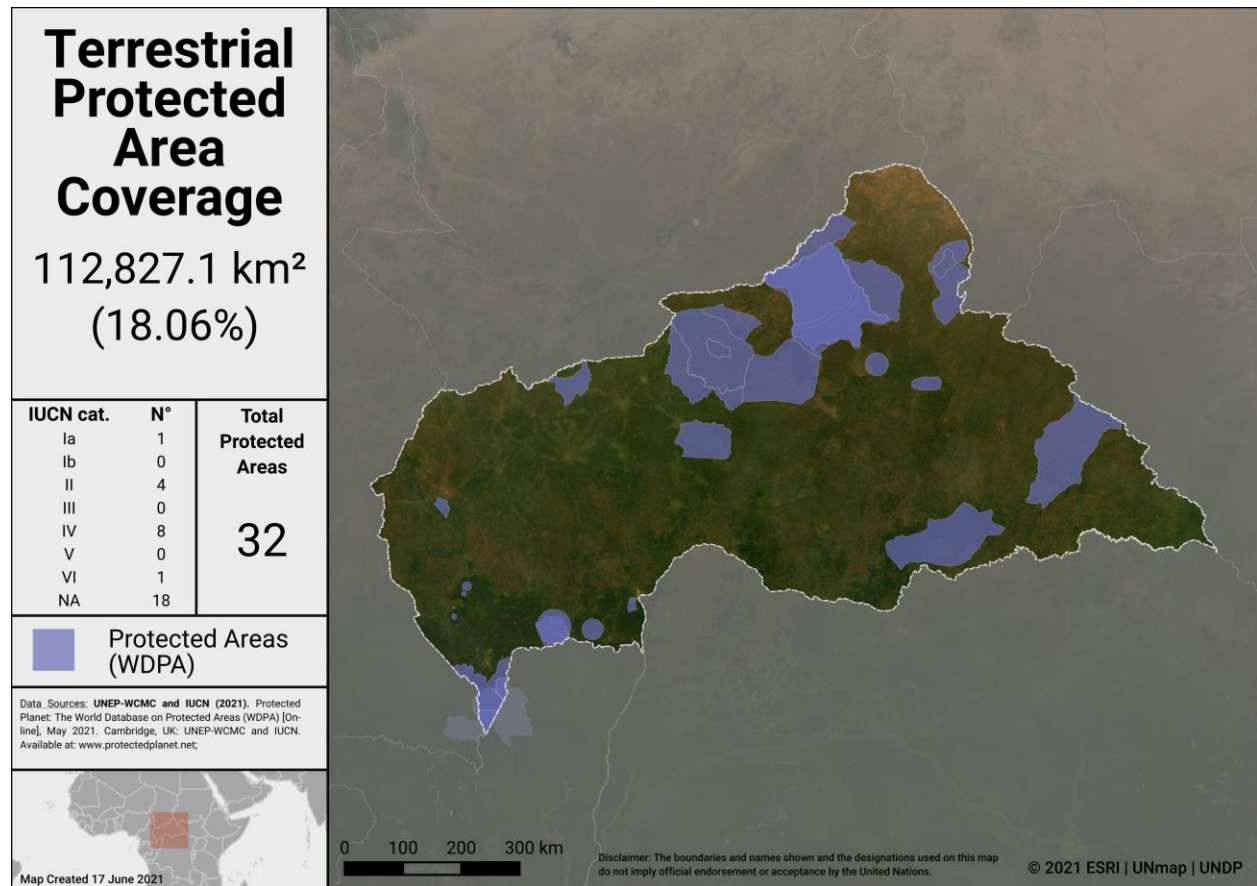 Terrestrial
Protected
Area
Coverage
112,827.1 km²
(18.06%)
IUCN cat. N°
Ia 1
Ib 0
II 4
III 0
IV 8
V 0
VI 1
NA 18
Total
Protected
Areas
32
Protected Areas
(WDPA)
Data Sources: UNEP-WCMC and IUCN (2021). Protected
Planet: The World Database on Protected Areas (WDPA) [On-
line], May 2021. Cambridge, UK: UNEP-WCMC and IUCN.
Available at: www.protectedplanet.net;
Map Created 17 June 2021
0 100 200 300 km
Disclaimer: The boundaries and names shown and the designations used on this map
do not imply official endorsement or acceptance by the United Nations.
© 2021 ESRI | UNmap | UNDP